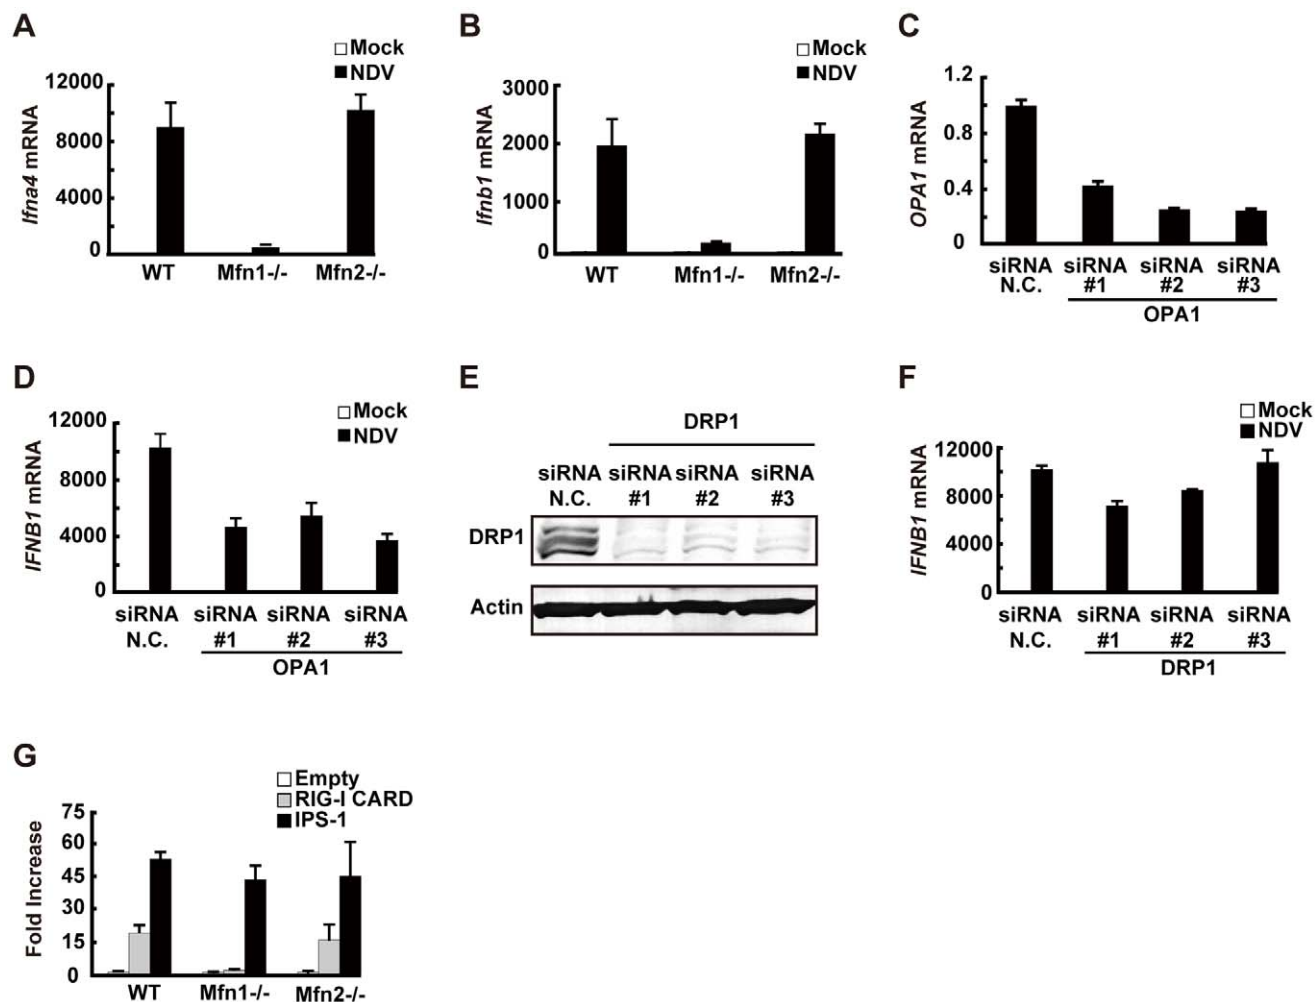 A
Mock
NDV
Ifna4 mRNA
12000
8000
4000
0
WT Mfn1-/- Mfn2-/-
B
Mock
NDV
Ifnb1 mRNA
3000
2000
1000
0
WT Mfn1-/- Mfn2-/-
C
OPA1 mRNA
1.2
0.8
0.4
0
siRNA siRNA siRNA siRNA
N.C. #1 #2 #3
OPA1
D
Mock
NDV
IFNB1 mRNA
12000
8000
4000
0
siRNA siRNA siRNA siRNA
N.C. #1 #2 #3
OPA1
E
DRP1
siRNA siRNA siRNA siRNA
N.C. #1 #2 #3
DRP1
Actin
F
Mock
NDV
IFNB1 mRNA
12000
8000
4000
0
siRNA siRNA siRNA siRNA
N.C. #1 #2 #3
DRP1
G
Empty
RIG-I CARD
IPS-1
Fold Increase
75
60
45
30
15
0
WT Mfn1-/- Mfn2-/-